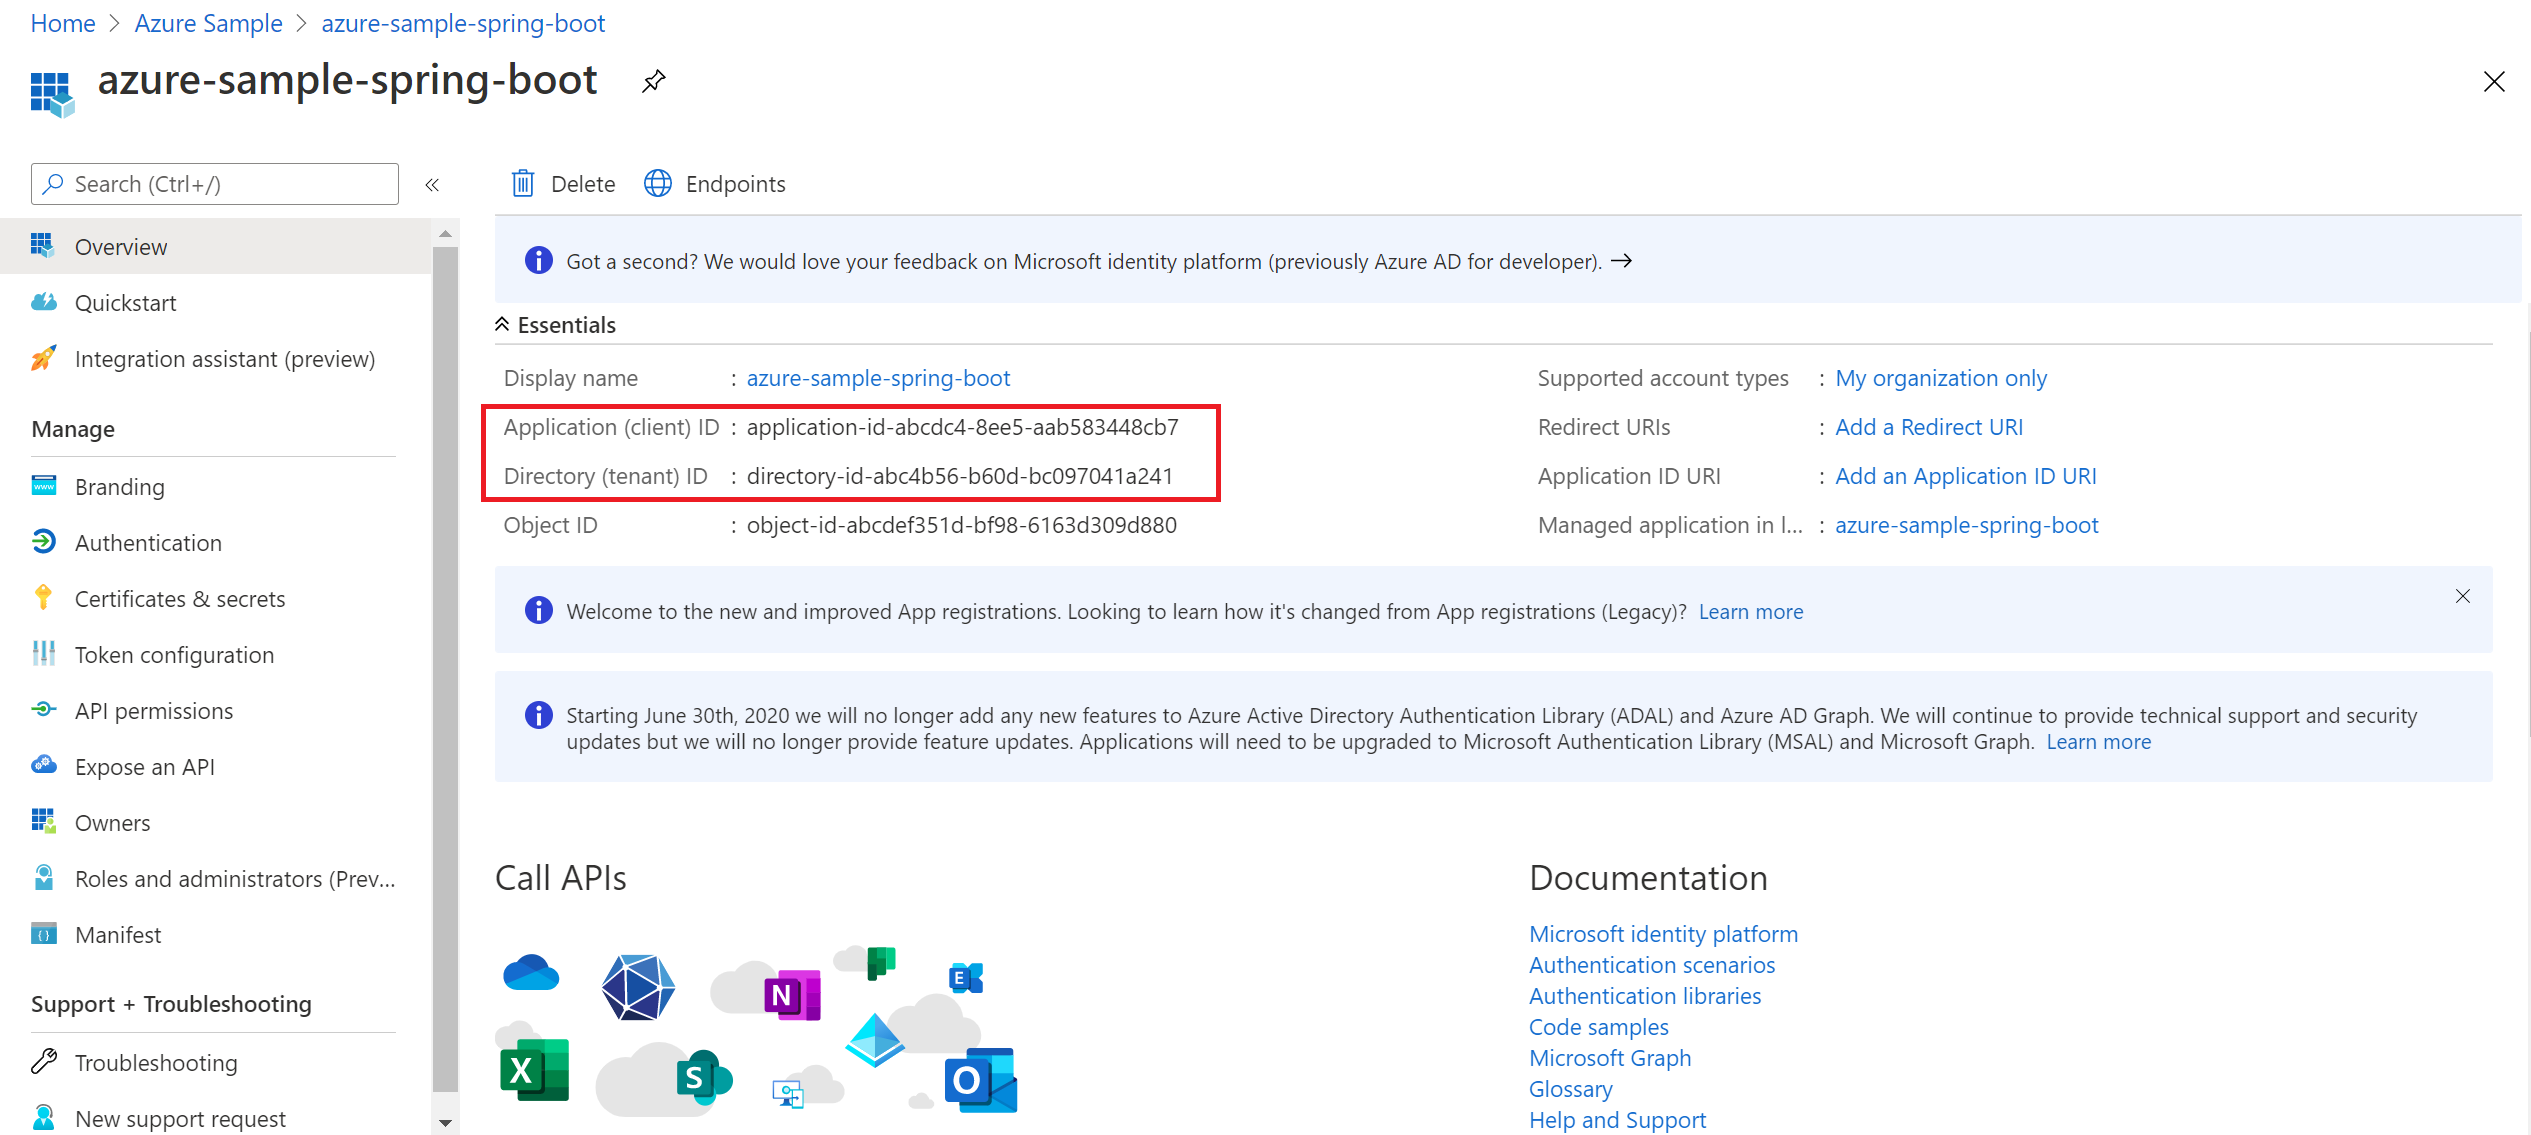 Home > Azure Sample > azure-sample-spring-boot
azure-sample-spring-boot
Search (Ctrl+/)
«
Overview
Quickstart
Integration assistant (preview)
Manage
Branding
Authentication
Certificates & secrets
Token configuration
API permissions
Expose an API
Owners
Roles and administrators (Prev...
Manifest
Support + Troubleshooting
Troubleshooting
New support request
Delete
Endpoints
Got a second? We would love your feedback on Microsoft identity platform (previously Azure AD for developer). →
Essentials
Display name : azure-sample-spring-boot
Application (client) ID : application-id-abcdc4-8ee5-aab583448cb7
Directory (tenant) ID : directory-id-abc4b56-b60d-bc097041a241
Object ID : object-id-abcdef351d-bf98-6163d309d880
Supported account types : My organization only
Redirect URIs : Add a Redirect URI
Application ID URI : Add an Application ID URI
Managed application in l... : azure-sample-spring-boot
Welcome to the new and improved App registrations. Looking to learn how it's changed from App registrations (Legacy)? Learn more
Starting June 30th, 2020 we will no longer add any new features to Azure Active Directory Authentication Library (ADAL) and Azure AD Graph. We will continue to provide technical support and security
updates but we will no longer provide feature updates. Applications will need to be upgraded to Microsoft Authentication Library (MSAL) and Microsoft Graph. Learn more
Call APIs
N
E
X
S
O
Documentation
Microsoft identity platform
Authentication scenarios
Authentication libraries
Code samples
Microsoft Graph
Glossary
Help and Support